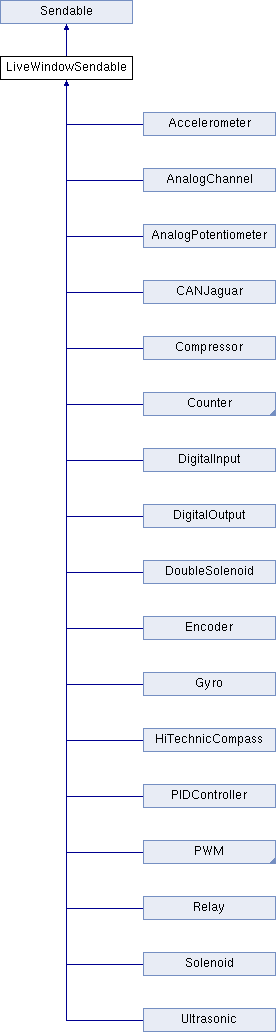 Sendable
LiveWindowSendable
Accelerometer
AnalogChannel
AnalogPotentiometer
CANJaguar
Compressor
Counter
DigitalInput
DigitalOutput
DoubleSolenoid
Encoder
Gyro
HiTechnicCompass
PIDController
PWM
Relay
Solenoid
Ultrasonic